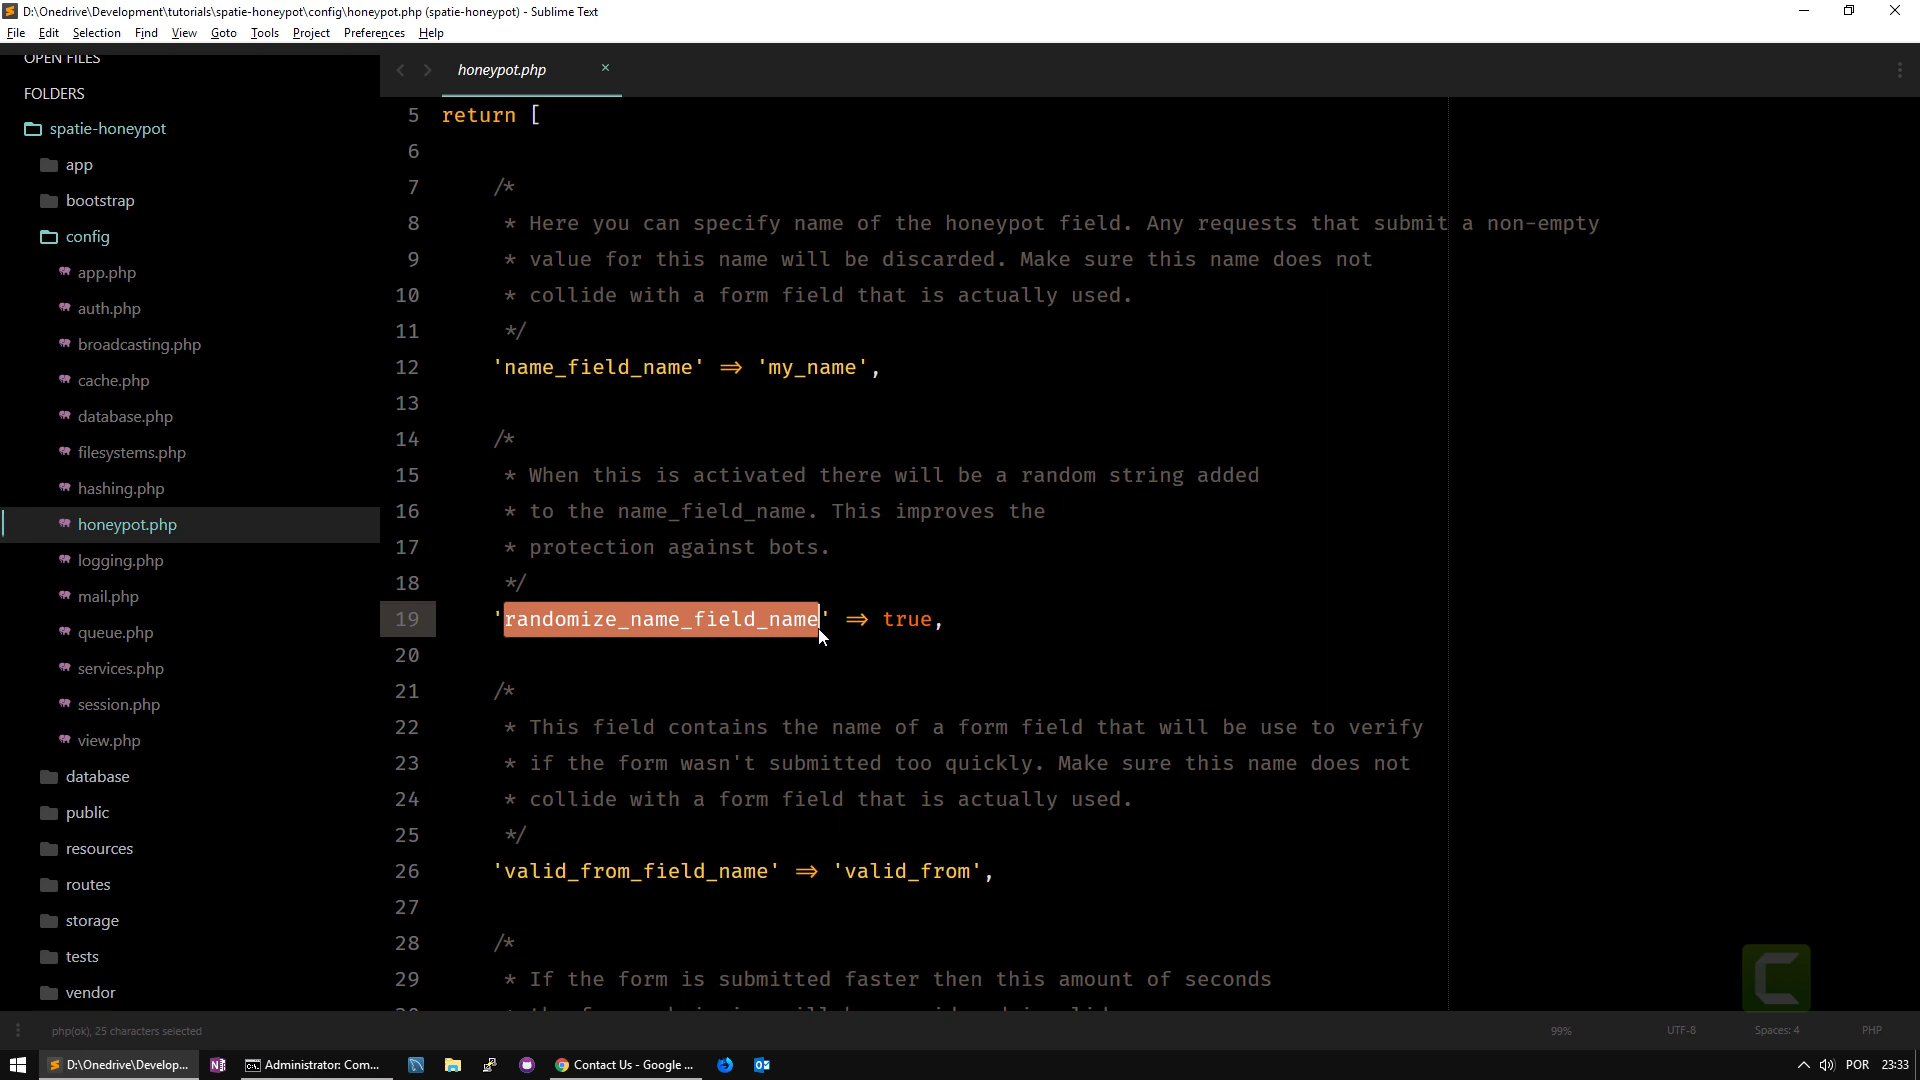 D:\Onedrive\Development\tutorials\spatie-honeypot\config\honeypot.php (spatie-honeypot) - Sublime Text
File Edit Selection Find View Goto Tools Project Preferences Help
OPEN FILES
FOLDERS
spatie-honeypot
app
bootstrap
config
app.php
auth.php
broadcasting.php
cache.php
database.php
filesystems.php
hashing.php
honeypot.php
logging.php
mail.php
queue.php
services.php
session.php
view.php
database
public
resources
routes
storage
tests
vendor
honeypot.php
5 return [
6
7 /*
8 * Here you can specify name of the honeypot field. Any requests that submit a non-empty
9 * value for this name will be discarded. Make sure this name does not
10 * collide with a form field that is actually used.
11 */
12 'name_field_name' => 'my_name',
13
14 /*
15 * When this is activated there will be a random string added
16 * to the name_field_name. This improves the
17 * protection against bots.
18 */
19 'randomize_name_field_name' => true,
20
21 /*
22 * This field contains the name of a form field that will be use to verify
23 * if the form wasn't submitted too quickly. Make sure this name does not
24 * collide with a form field that is actually used.
25 */
26 'valid_from_field_name' => 'valid_from',
27
28 /*
29 * If the form is submitted faster then this amount of seconds
php(ok), 25 characters selected
99% UTF-8 Spaces: 4 PHP
D:\Onedrive\Develop... Administrator: Com... Contact Us - Google ... POR 23:33